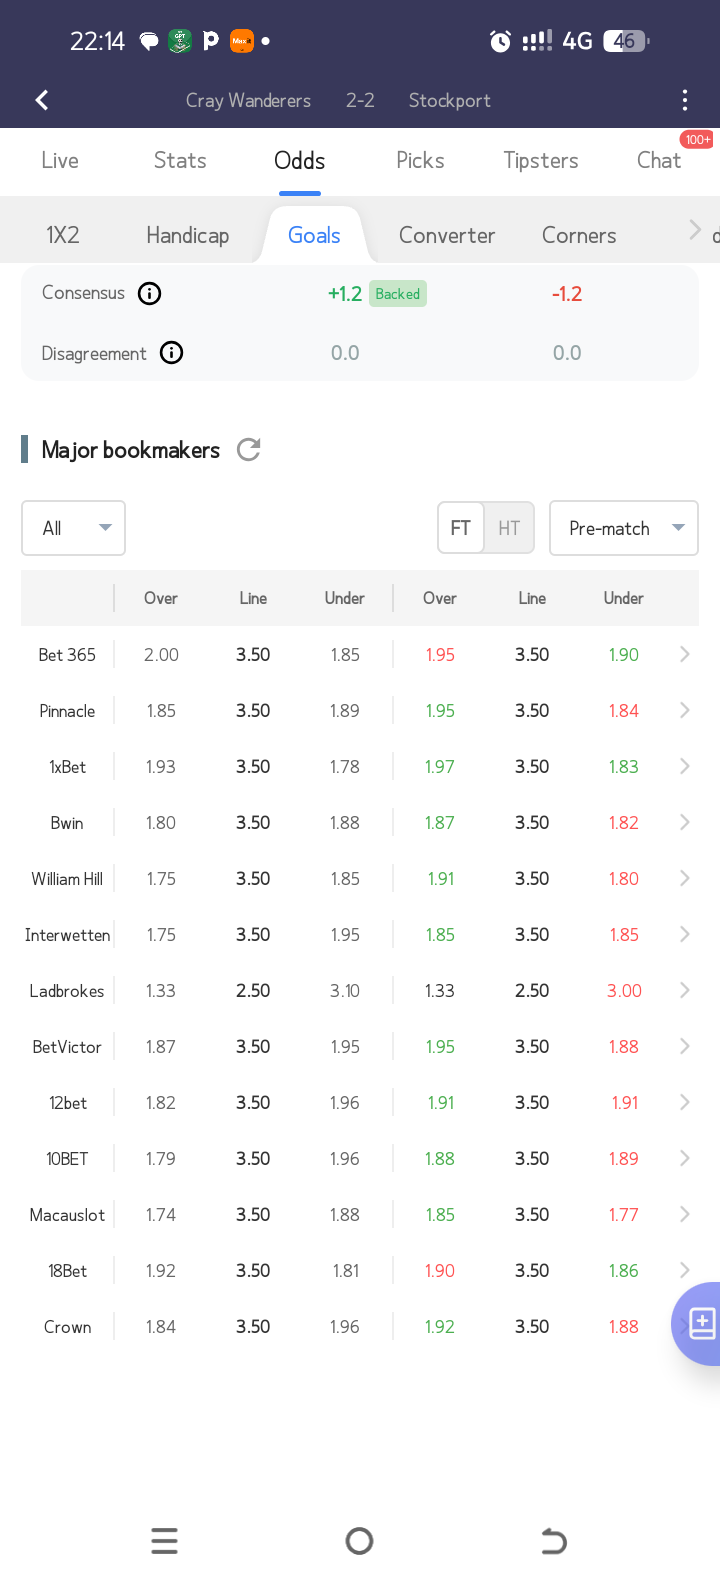 22:14 4G 46
Cray Wanderers 2-2 Stockport
100+
Live Stats Odds Picks Tipsters Chat
1X2 Handicap Goals Converter Corners d
Consensus +1.2 Backed -1.2
Disagreement 0.0 0.0
Major bookmakers
All FT HT Pre-match
Over Line Under Over Line Under
Bet 365 2.00 3.50 1.85 1.95 3.50 1.90
Pinnacle 1.85 3.50 1.89 1.95 3.50 1.84
1xBet 1.93 3.50 1.78 1.97 3.50 1.83
Bwin 1.80 3.50 1.88 1.87 3.50 1.82
William Hill 1.75 3.50 1.85 1.91 3.50 1.80
Interwetten 1.75 3.50 1.95 1.85 3.50 1.85
Ladbrokes 1.33 2.50 3.10 1.33 2.50 3.00
BetVictor 1.87 3.50 1.95 1.95 3.50 1.88
12bet 1.82 3.50 1.96 1.91 3.50 1.91
10BET 1.79 3.50 1.96 1.88 3.50 1.89
Macauslot 1.74 3.50 1.88 1.85 3.50 1.77
18Bet 1.92 3.50 1.81 1.90 3.50 1.86
Crown 1.84 3.50 1.96 1.92 3.50 1.88